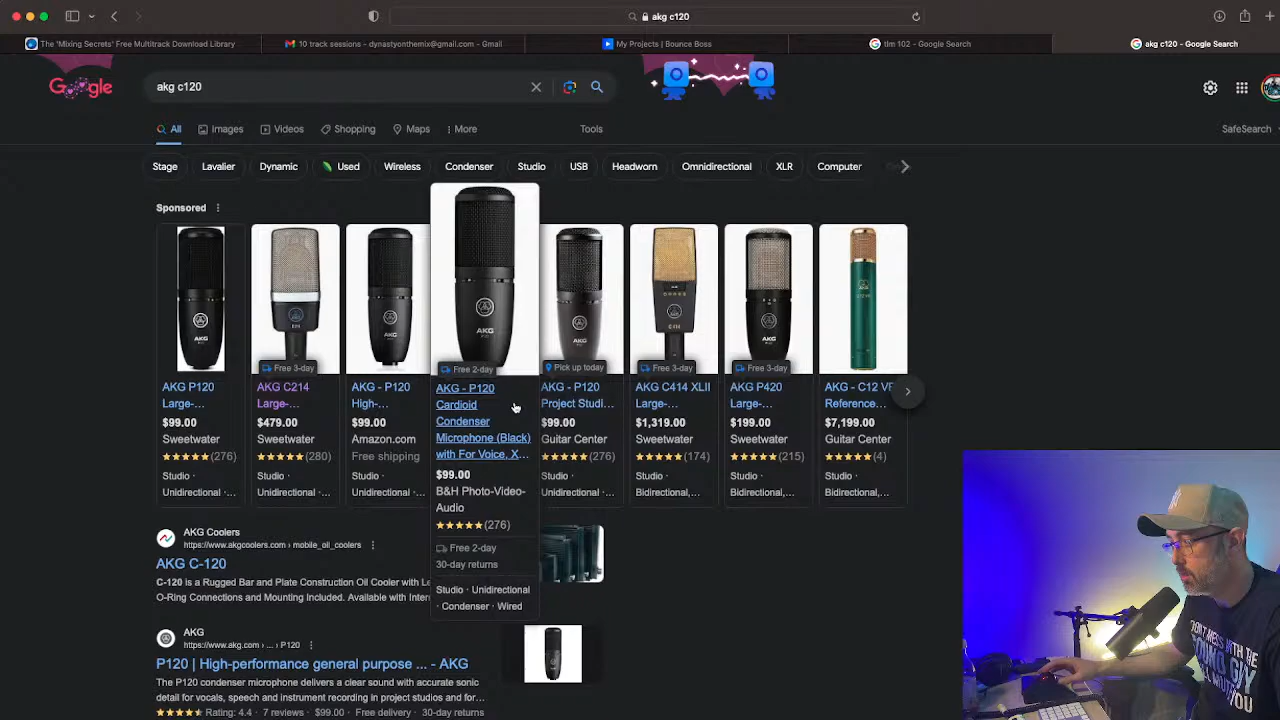 akg c120
The 'Mixing Secrets' Free Multitrack Download Library
10 track sessions - dynastyonthemix@gmail.com - Gmail
My Projects | Bounce Boss
tlm 102 - Google Search
akg c120 - Google Search
Google
akg c120
All
Images
Videos
Shopping
Maps
More
Tools
SafeSearch
Stage
Lavalier
Dynamic
Used
Wireless
Condenser
Studio
USB
Headworn
Omnidirectional
XLR
Computer
Sponsored
AKG P120
Large-...
$99.00
Sweetwater
(276)
Studio ·
Unidirectional ·...
Free 3-day
AKG C214
Large-...
$479.00
Sweetwater
(280)
Studio ·
Unidirectional ·...
AKG - P120
High-...
$99.00
Amazon.com
Free shipping
Studio ·
Unidirectional ·...
Free 2-day
AKG - P120
Cardioid
Condenser
Microphone (Black)
with For Voice, X...
$99.00
B&H Photo-Video-
Audio
(276)
Free 2-day
30-day returns
Studio · Unidirectional
· Condenser · Wired
Pick up today
AKG - P120
Project Studi...
$99.00
Guitar Center
(276)
Studio ·
Unidirectional ·...
Free 3-day
AKG C414 XLII
Large-...
$1,319.00
Sweetwater
(174)
Studio ·
Bidirectional,...
Free 3-day
AKG P420
Large-...
$199.00
Sweetwater
(215)
Studio ·
Bidirectional,...
AKG - C12 VR
Reference...
$7,199.00
Guitar Center
(4)
Studio ·
Bidirectional,...
AKG Coolers
https://www.akgcoolers.com › mobile_oil_coolers
AKG C-120
C-120 is a Rugged Bar and Plate Construction Oil Cooler with
O-Ring Connections and Mounting Included. Available with
AKG
https://www.akg.com › ... › P120
P120 | High-performance general purpose ... - AKG
The P120 condenser microphone delivers a clear sound with accurate sonic
detail for vocals, speech and instrument recording in project studios and for...
Rating: 4.4 · 7 reviews · $99.00 · Free delivery · 30-day returns